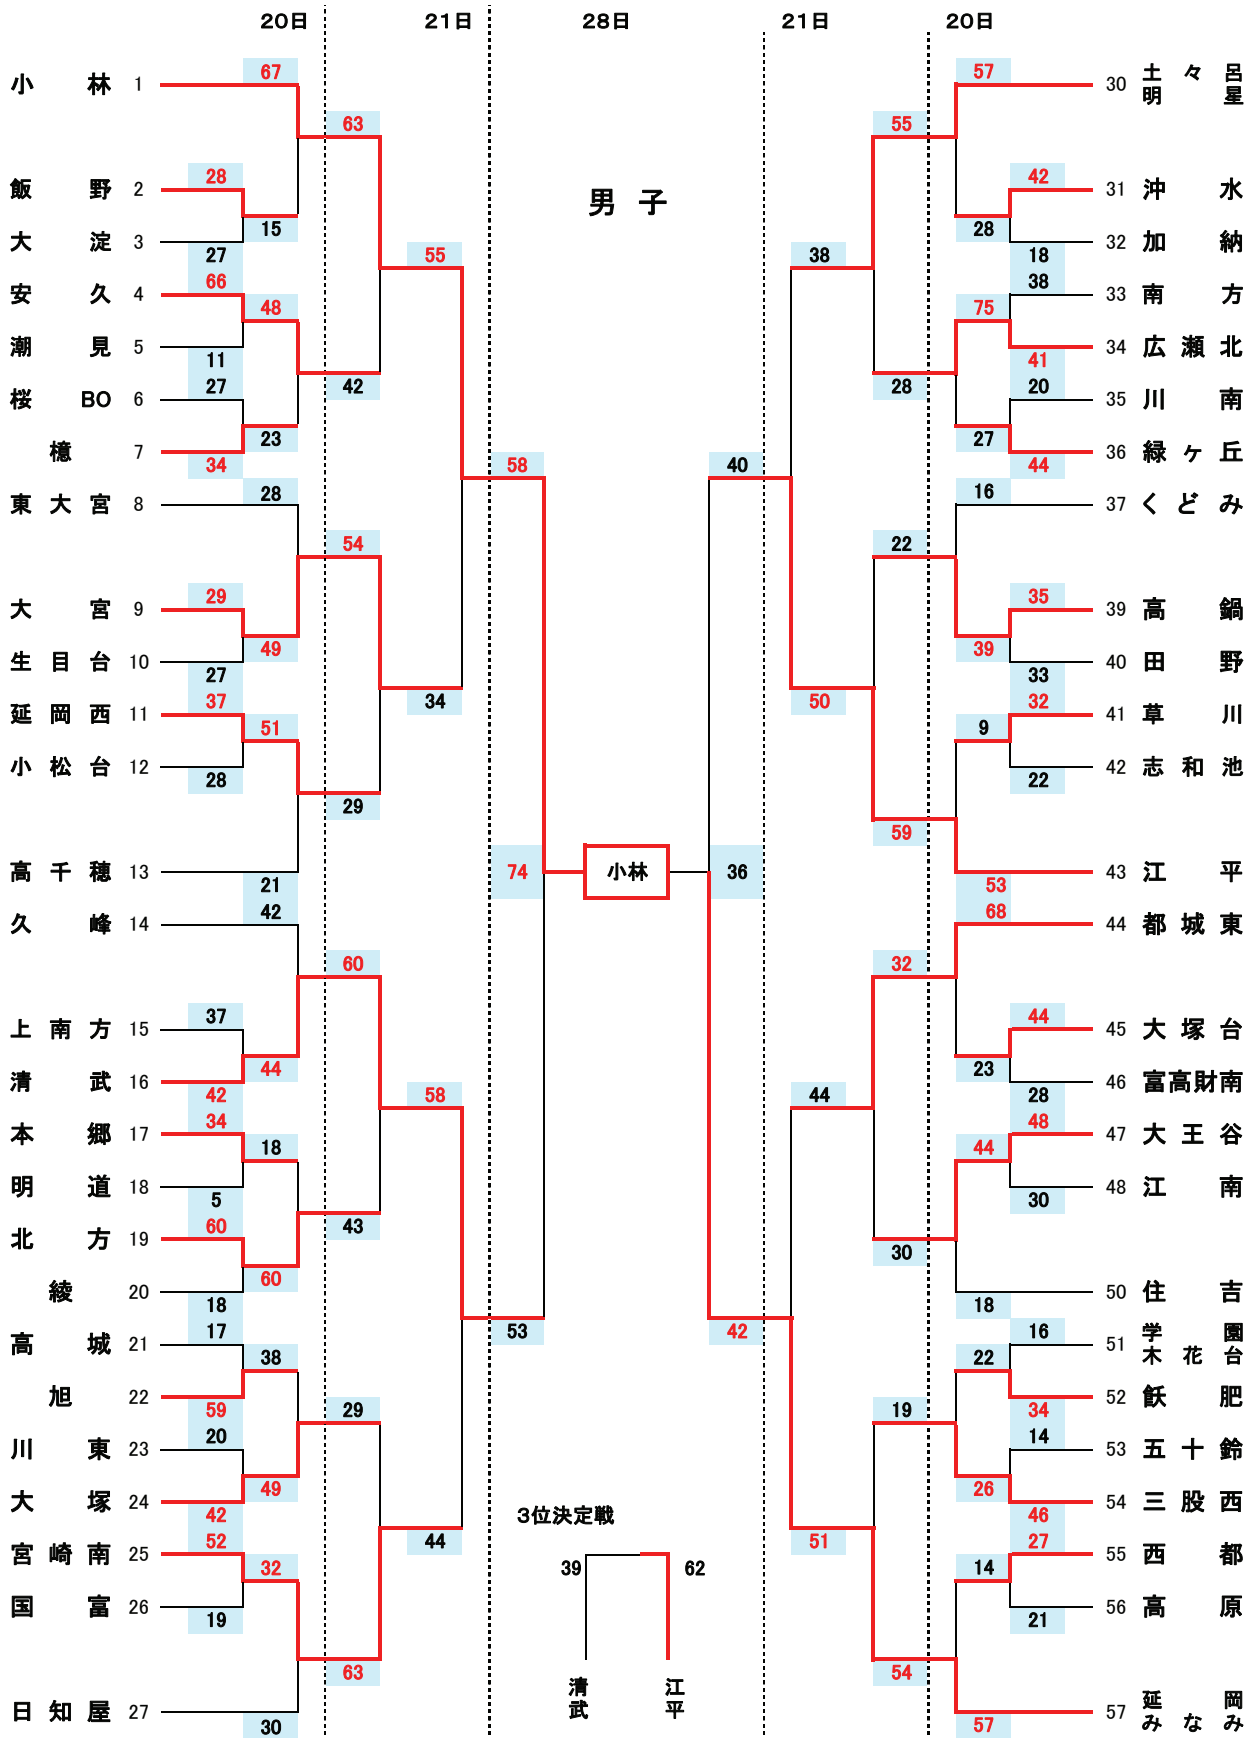 20日 21日 28日 21日 20日
男子
小林 1
67
63
飯野 2
28
15
大淀 3
27
55
安久 4
66
48
潮見 5
11
42
桜BO 6
27
23
檍 7
34
58
東大宮 8
28
54
大宮 9
29
49
生目台 10
27
34
延岡西 11
37
51
小松台 12
28
29
高千穂 13
21
74
久峰 14
42
60
上南方 15
37
44
清武 16
42
58
本郷 17
34
18
明道 18
5
43
北方 19
60
60
綾 20
18
53
高城 21
17
38
旭 22
59
29
川東 23
20
49
大塚 24
42
44
宮崎南 25
52
32
国富 26
19
63
日知屋 27
30
小林
30 土々呂
明星
57
55
31 沖水
42
28
32 加納
18
38
33 南方
38
75
34 広瀬北
41
28
35 川南
20
27
36 緑ヶ丘
44
40
37 くどみ
16
22
39 高鍋
35
39
40 田野
33
50
41 草川
32
9
42 志和池
22
59
43 江平
53
36
44 都城東
68
32
45 大塚台
44
23
46 富高財南
28
44
47 大王谷
48
44
48 江南
30
30
50 住吉
18
42
51 学園
木花台
16
22
52 飫肥
34
19
53 五十鈴
14
26
54 三股西
46
51
55 西都
27
14
56 高原
21
54
57 延岡
みなみ
57
3位決定戦
39 62
清武 江平